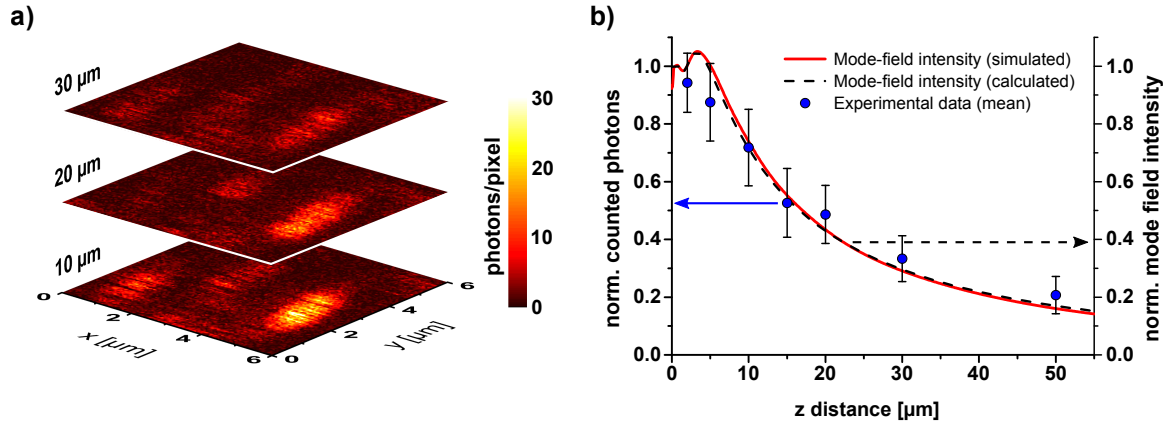 a)
30 µm
20 µm
10 µm
0
2
4
6
x [µm]
0
2
4
6
y [µm]
photons/pixel
30
20
10
0
b)
norm. counted photons
1.0
0.8
0.6
0.4
0.2
0.0
Mode-field intensity (simulated)
Mode-field intensity (calculated)
Experimental data (mean)
1.0
0.8
0.6
0.4
0.2
0.0
norm. mode field intensity
0 10 20 30 40 50
z distance [µm]